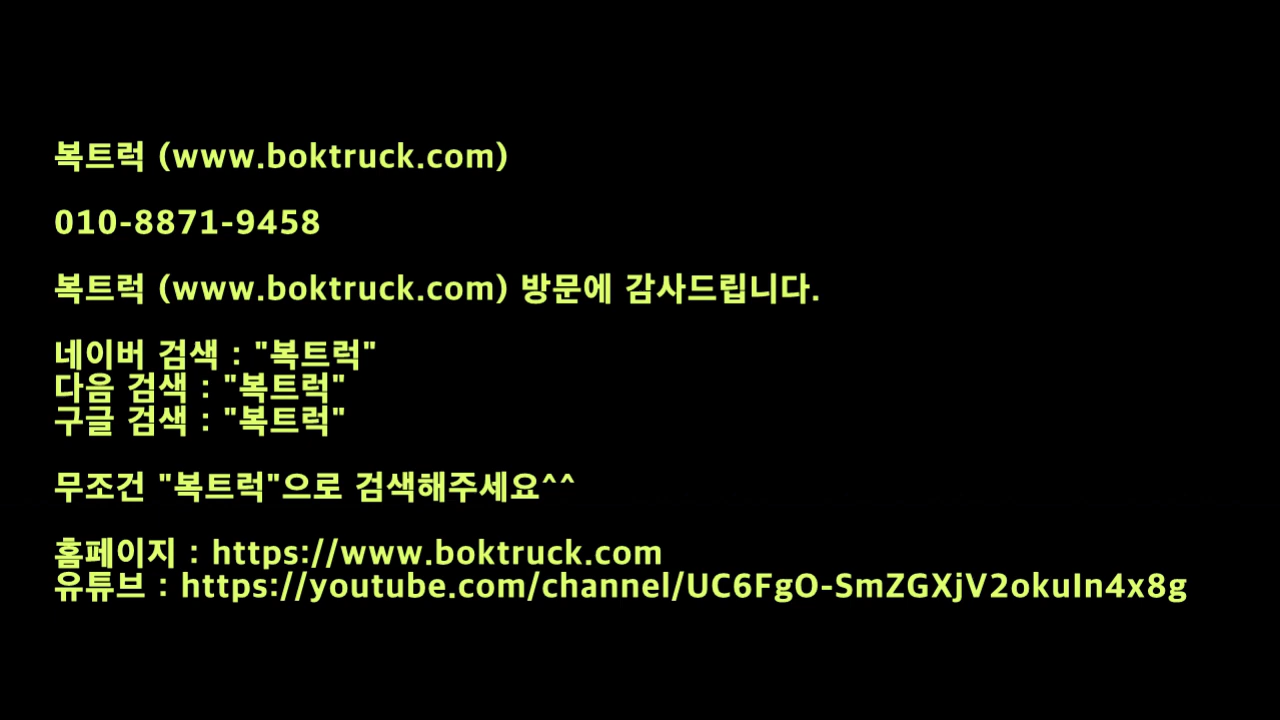 복트럭 (www.boktruck.com)
010-8871-9458
복트럭 (www.boktruck.com) 방문에 감사드립니다.
네이버 검색 : "복트럭"
다음 검색 : "복트럭"
구글 검색 : "복트럭"
무조건 "복트럭"으로 검색해주세요^^
홈페이지 : https://www.boktruck.com
유튜브 : https://youtube.com/channel/UC6FgO-SmZGXjV2okuIn4x8g